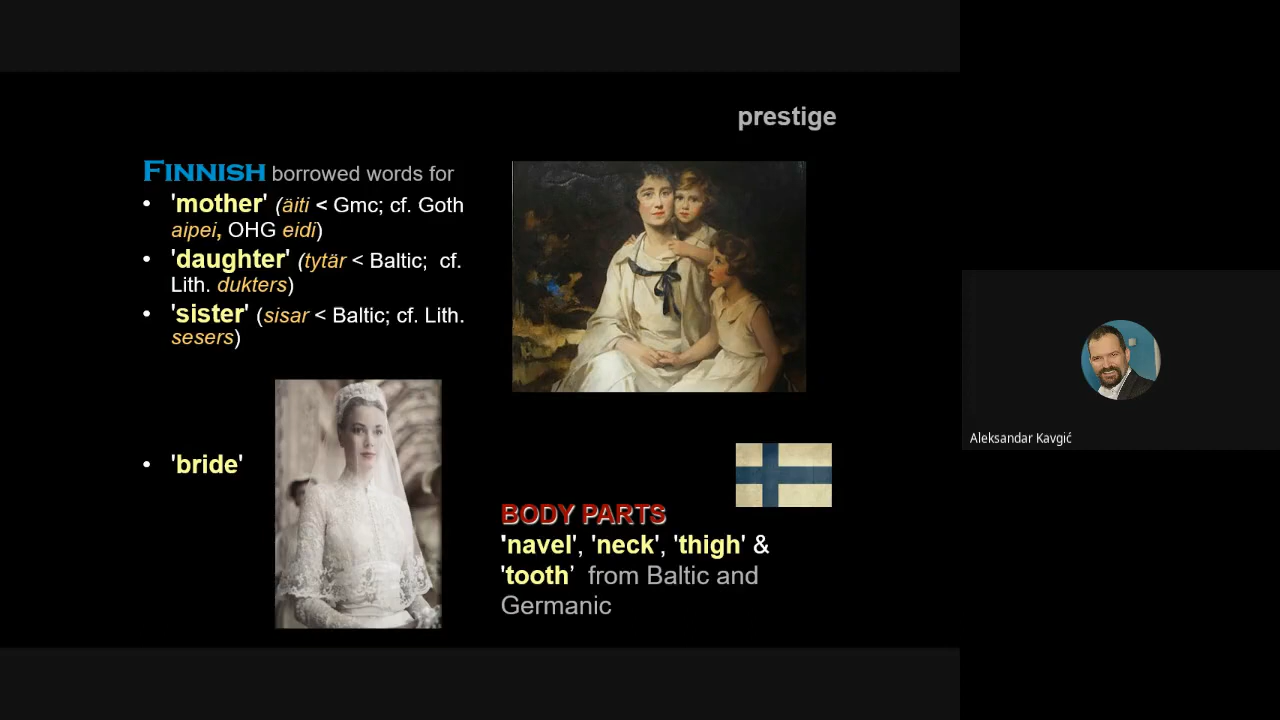 prestige
FINNISH borrowed words for
• 'mother' (äiti < Gmc; cf. Goth
aipei, OHG eidi)
• 'daughter' (tytär < Baltic; cf.
Lith. dukters)
• 'sister' (sisar < Baltic; cf. Lith.
sesers)
• 'bride'
BODY PARTS
'navel', 'neck', 'thigh' &
'tooth’ from Baltic and
Germanic
Aleksandar Kavgić